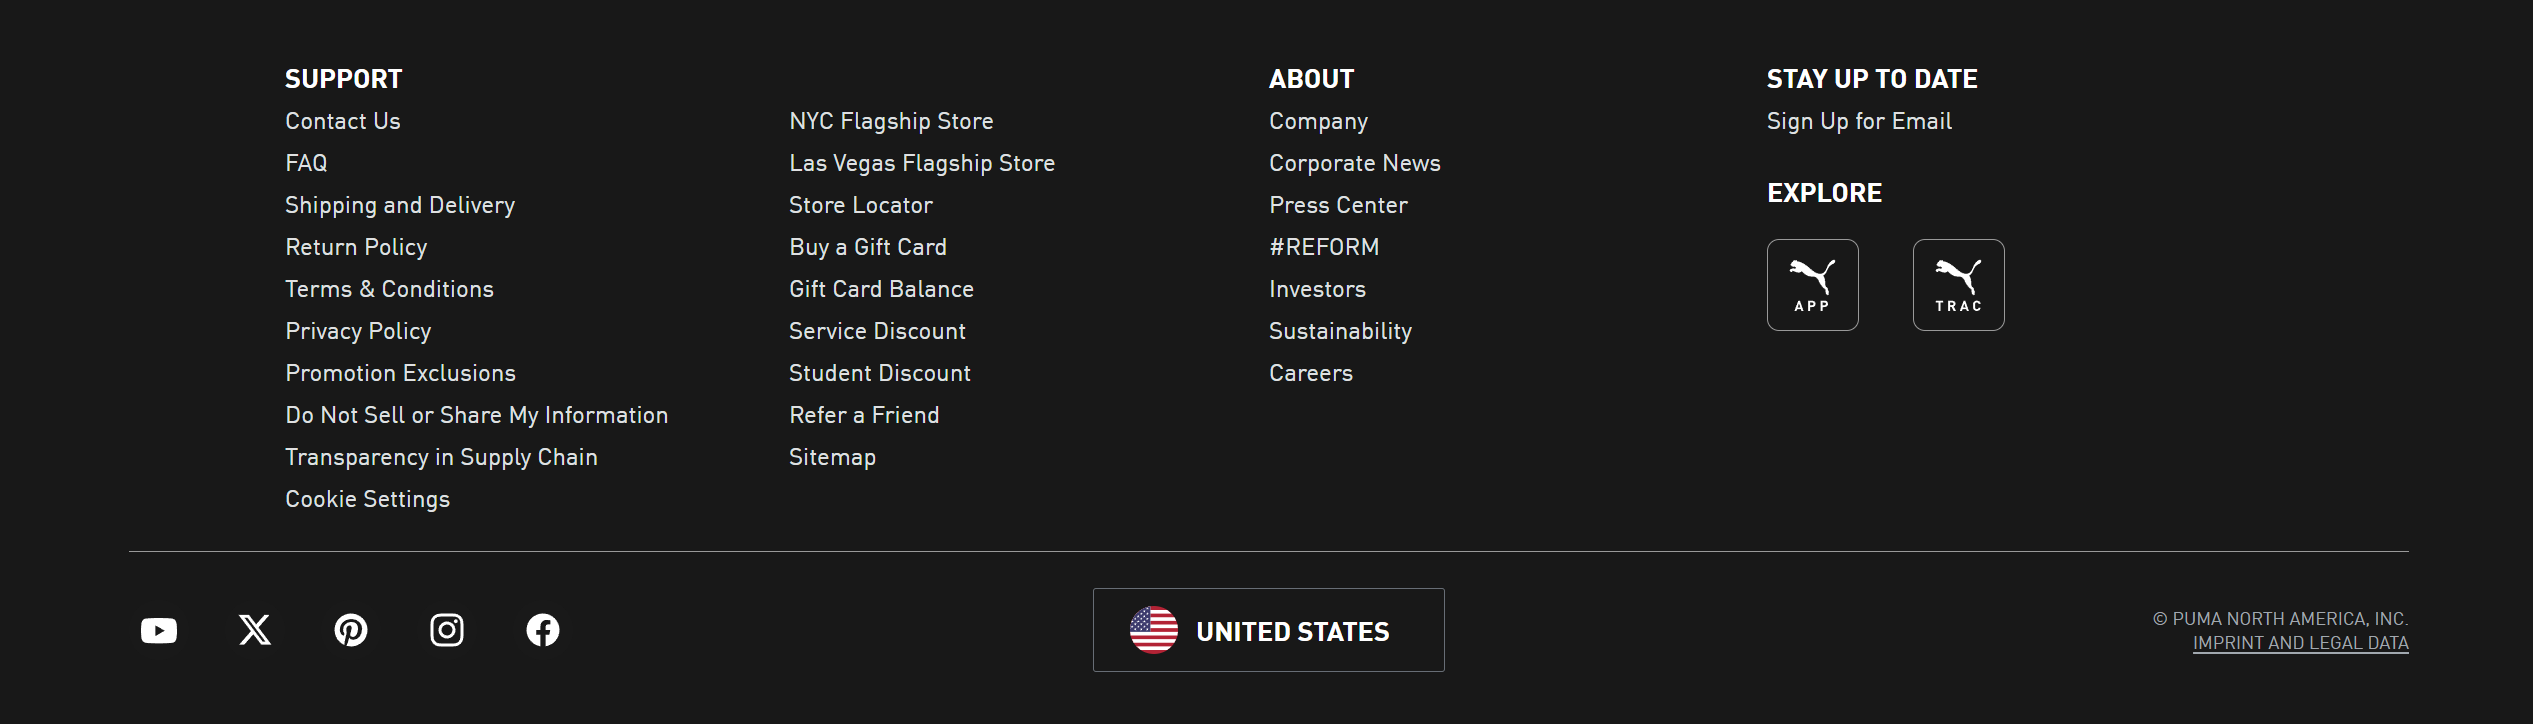 SUPPORT
Contact Us
FAQ
Shipping and Delivery
Return Policy
Terms & Conditions
Privacy Policy
Promotion Exclusions
Do Not Sell or Share My Information
Transparency in Supply Chain
Cookie Settings
NYC Flagship Store
Las Vegas Flagship Store
Store Locator
Buy a Gift Card
Gift Card Balance
Service Discount
Student Discount
Refer a Friend
Sitemap
ABOUT
Company
Corporate News
Press Center
#REFORM
Investors
Sustainability
Careers
STAY UP TO DATE
Sign Up for Email
EXPLORE
APP
TRAC
UNITED STATES
© PUMA NORTH AMERICA, INC.
IMPRINT AND LEGAL DATA